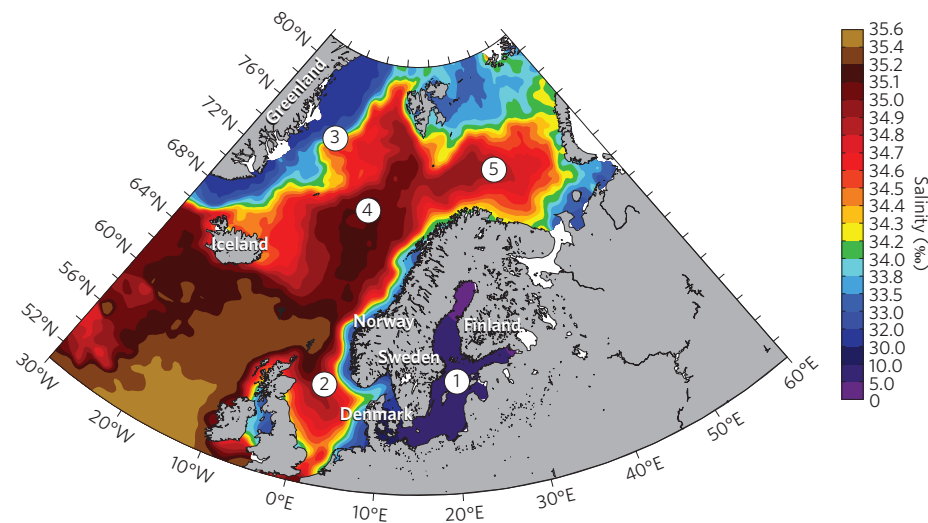 80°N
76°N
72°N
68°N
64°N
60°N
56°N
52°N
30°W
20°W
10°W
0°E
10°E
20°E
30°E
40°E
50°E
60°E
Greenland
Iceland
Norway
Sweden
Finland
Denmark
3
5
4
2
1
35.6
35.4
35.2
35.1
35.0
34.9
34.8
34.7
34.6
34.5
34.4
34.3
34.2
34.0
33.8
33.5
33.0
32.0
30.0
10.0
5.0
0
Salinity (‰)